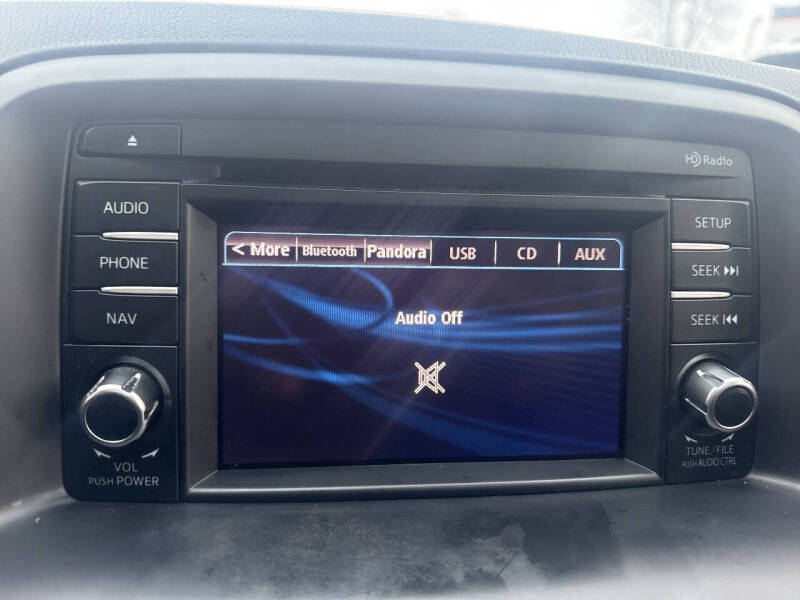 HD Radio
AUDIO
PHONE
NAV
VOL
PUSH POWER
< More Bluetooth Pandora USB CD AUX
Audio Off
SETUP
SEEK
SEEK
TUNE/FILE
PUSH AUDIO CTRL